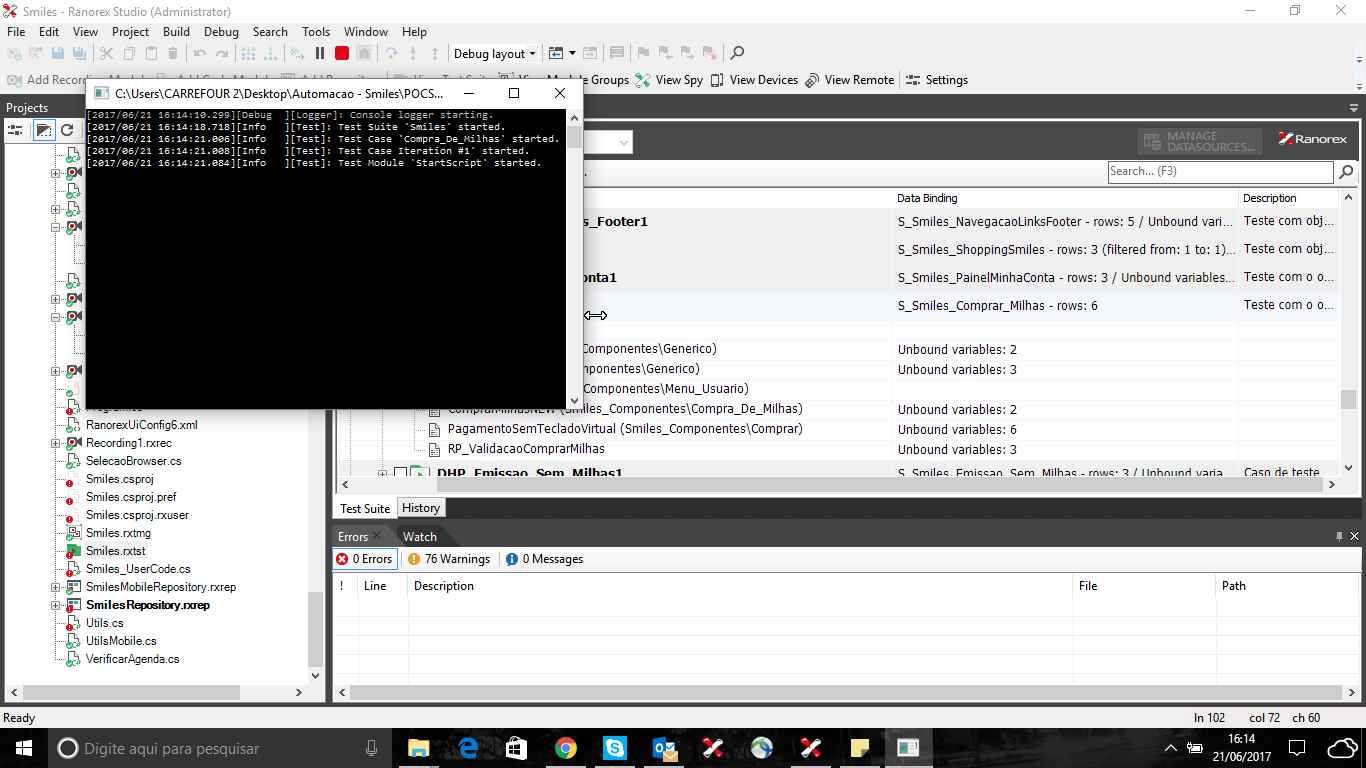 Smiles - Ranorex Studio (Administrator)
File Edit View Project Build Debug Search Tools Window Help
Debug layout
Groups View Spy View Devices View Remote Settings
Add
C:\Users\CARREFOUR 2\Desktop\Automacao - Smiles\POCS...
Projects
[2017/06/21 16:14:10.299][Debug ][Logger]: Console logger starting.
[2017/06/21 16:14:18.718][Info ][Test]: Test Suite 'Smiles' started.
[2017/06/21 16:14:21.006][Info ][Test]: Test Case 'Compra_De_Milhas' started.
[2017/06/21 16:14:21.008][Info ][Test]: Test Case Iteration #1' started.
[2017/06/21 16:14:21.084][Info ][Test]: Test Module 'StartScript' started.
MANAGE
DATASOURCES...
Ranorex
Search... (F3)
Data Binding Description
s_Footer1 S_Smiles_NavegacaoLinksFooter - rows: 5 / Unbound vari... Teste com obj...
S_Smiles_ShoppingSmiles - rows: 3 (filtered from: 1 to: 1)... Teste com obj...
onta1 S_Smiles_PainelMinhaConta - rows: 3 / Unbound variables... Teste com o o...
S_Smiles_Comprar_Milhas - rows: 6 Teste com o o...
Componentes\Generico) Unbound variables: 2
mponentes\Generico) Unbound variables: 3
Componentes\Menu_Usuario)
ComprarMilhasNEW (Smiles_Componentes\Compra_De_Milhas) Unbound variables: 2
PagamentoSemTecladoVirtual (Smiles_Componentes\Comprar) Unbound variables: 6
RP_ValidacaoComprarMilhas Unbound variables: 3
DHP_Emissao_Sem_Milhas1 S_Smiles_Emissao_Sem_Milhas - rows: 3 / Unbound varia... Caso de teste
Test Suite History
RanorexUiConfig6.xml
Recording1.rxrec
SelecaoBrowser.cs
Smiles.csproj
Smiles.csproj.pref
Smiles.csproj.rxuser
Smiles.rxtmg
Smiles.rxtst
Smiles_UserCode.cs
SmilesMobileRepository.rxrep
SmilesRepository.rxrep
Utils.cs
UtilsMobile.cs
VerificarAgenda.cs
Errors Watch
0 Errors 76 Warnings 0 Messages
! Line Description File Path
Ready ln 102 col 72 ch 60
Digite aqui para pesquisar
16:14
21/06/2017